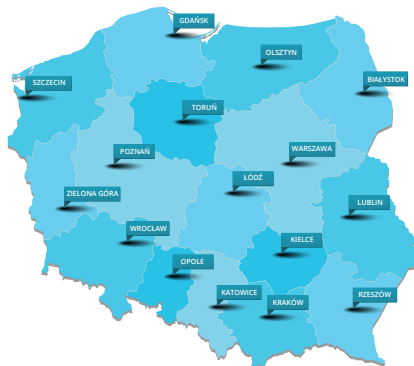 GDAŃSK
OLSZTYN
BIAŁYSTOK
SZCZECIN
TORUŃ
POZNAŃ
WARSZAWA
ŁÓDŹ
ZIELONA GÓRA
LUBLIN
WROCŁAW
KIELCE
OPOLE
KATOWICE
RZESZÓW
KRAKÓW